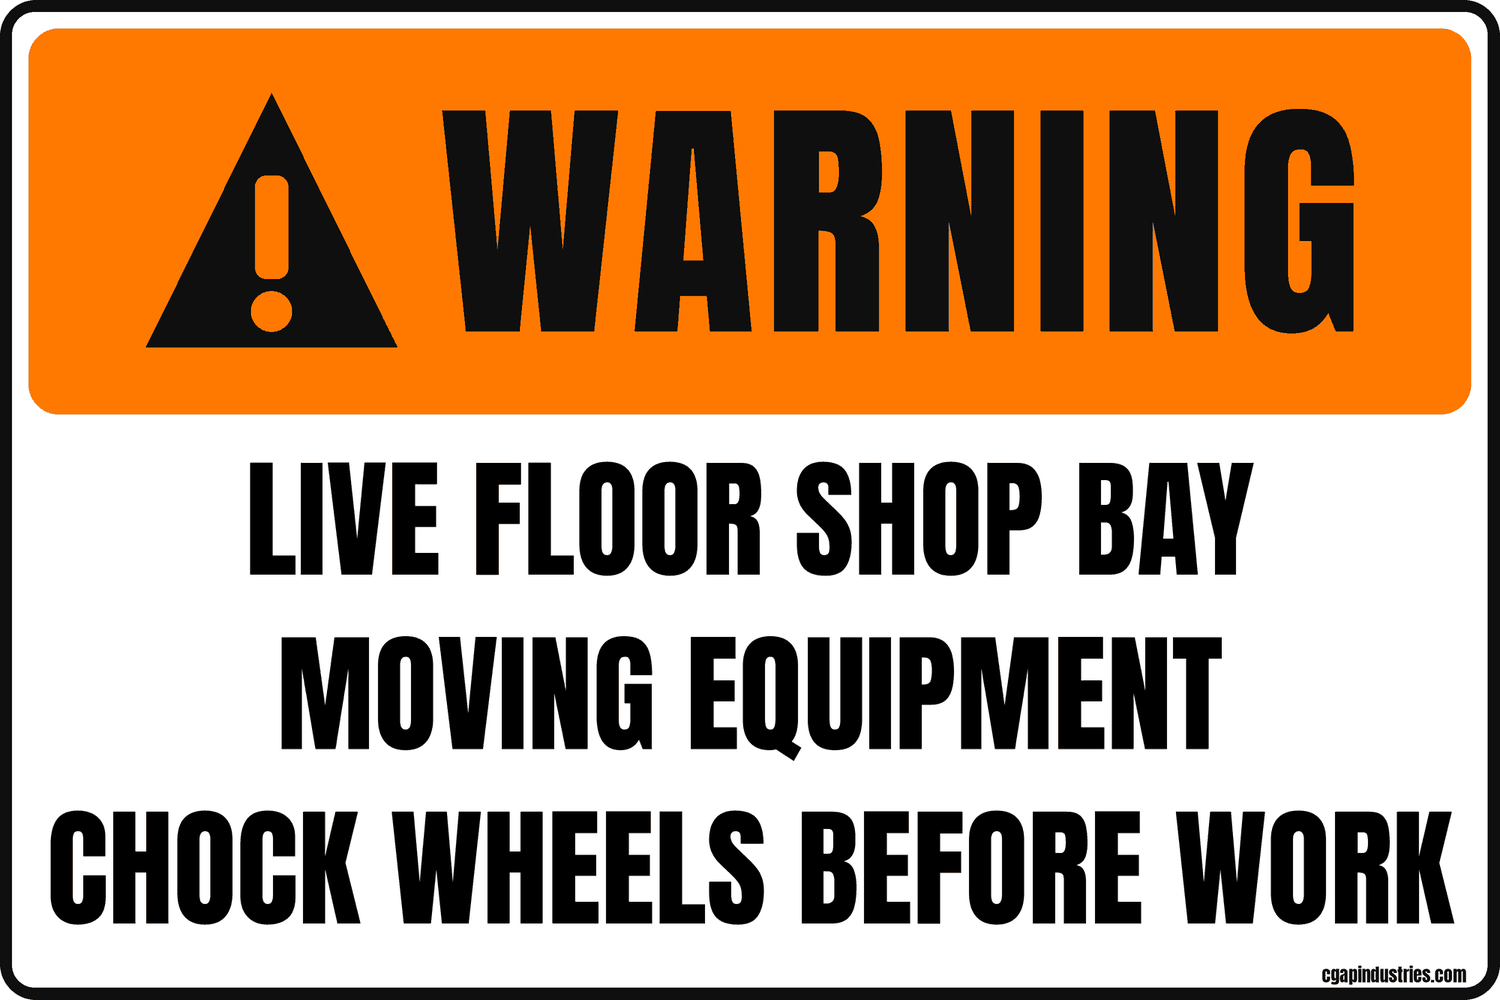 WARNING
LIVE FLOOR SHOP BAY
MOVING EQUIPMENT
CHOCK WHEELS BEFORE WORK
cgapindustries.com